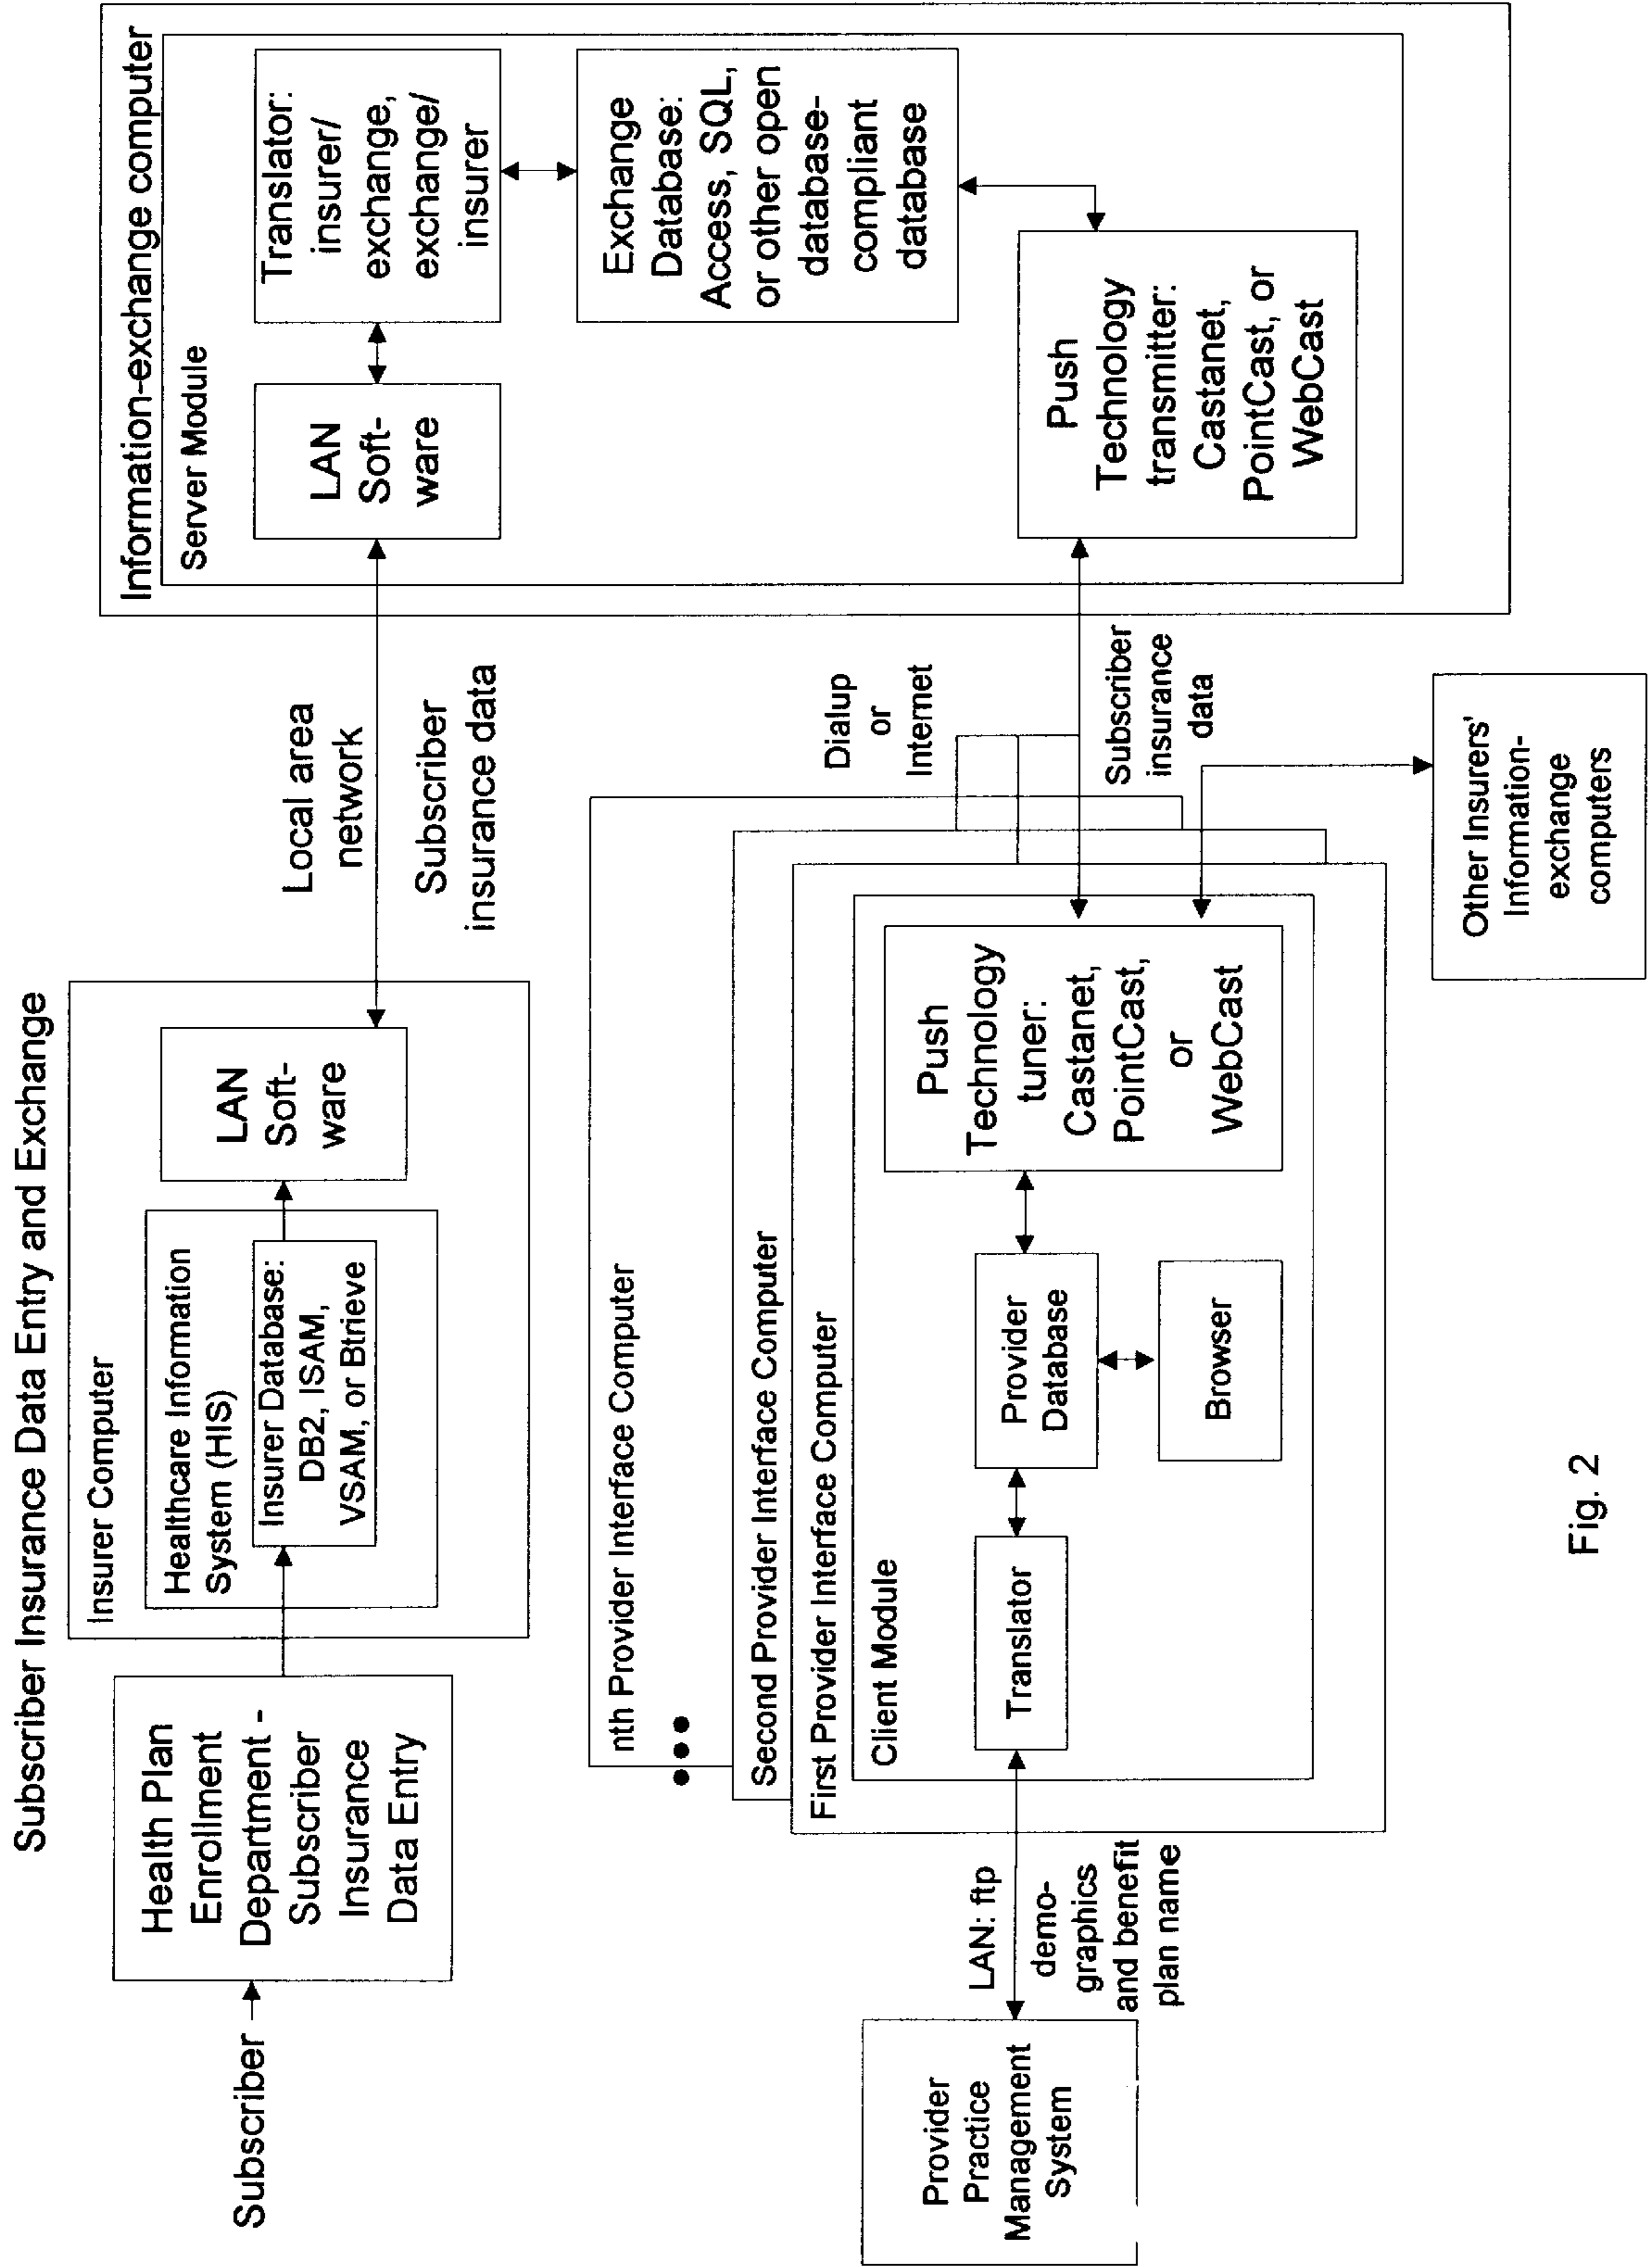 Subscriber Insurance Data Entry and Exchange
Subscriber
Health Plan
Enrollment
Department -
Subscriber
Insurance
Data Entry
Insurer Computer
Healthcare Information
System (HIS)
Insurer Database:
DB2, ISAM,
VSAM, or Btrieve
LAN
Soft-
ware
Local area
network
Subscriber
insurance data
Information-exchange computer
Server Module
LAN
Soft-
ware
Translator:
insurer/
exchange,
exchange/
insurer
Exchange
Database:
Access, SQL,
or other open
database-
compliant
database
Push
Technology
transmitter:
Castanet,
PointCast, or
WebCast
Dialup
or
Internet
Subscriber
insurance
data
nth Provider Interface Computer
Second Provider Interface Computer
First Provider Interface Computer
Client Module
Translator
Provider
Database
Browser
Push
Technology
tuner:
Castanet,
PointCast,
or
WebCast
LAN: ftp
demo-
graphics
and benefit
plan name
Provider
Practice
Management
System
Other Insurers'
Information-
exchange
computers
Fig. 2